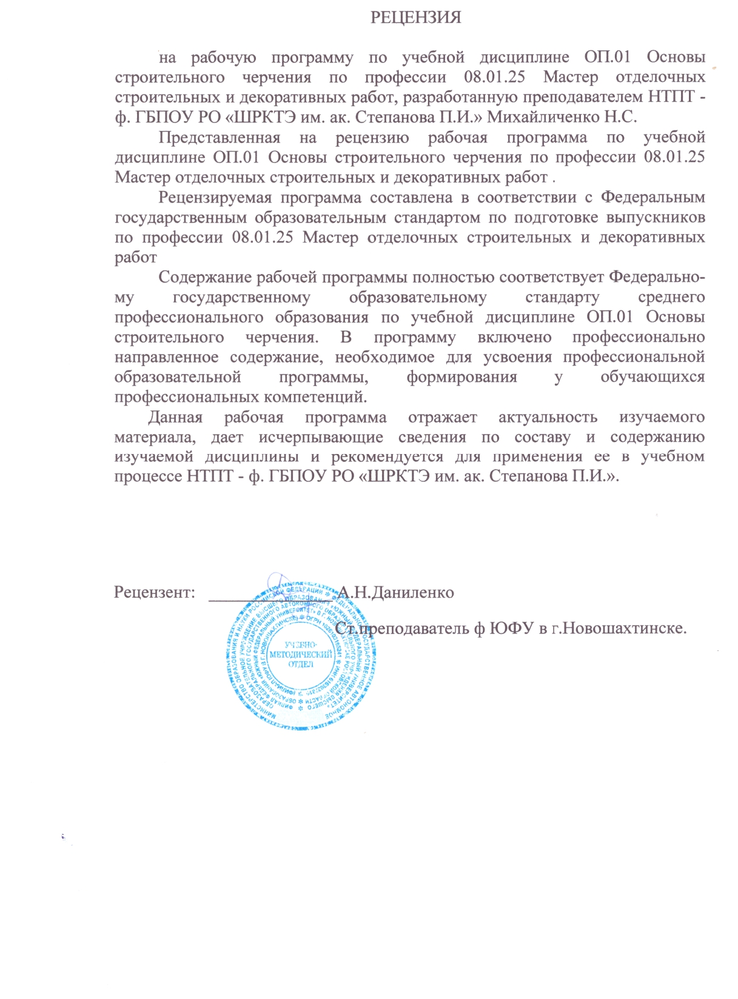 РЕЦЕНЗИЯ
на рабочую программу по учебной дисциплине ОП.01 Основы
строительного черчения по профессии 08.01.25 Мастер отделочных
строительных и декоративных работ, разработанную преподавателем НТПТ -
ф. ГБПОУ РО «ШРКТЭ им. ак. Степанова П.И.» Михайличенко Н.С.
Представленная на рецензию рабочая программа по учебной
дисциплине ОП.01 Основы строительного черчения по профессии 08.01.25
Мастер отделочных строительных и декоративных работ .
Рецензируемая программа составлена в соответствии с Федеральным
государственным образовательным стандартом по подготовке выпускников
по профессии 08.01.25 Мастер отделочных строительных и декоративных
работ
Содержание рабочей программы полностью соответствует Федерально-
му государственному образовательному стандарту среднего
профессионального образования по учебной дисциплине ОП.01 Основы
строительного черчения. В программу включено профессионально
направленное содержание, необходимое для усвоения профессиональной
образовательной программы, формирования у обучающихся
профессиональных компетенций.
Данная рабочая программа отражает актуальность изучаемого
материала, дает исчерпывающие сведения по составу и содержанию
изучаемой дисциплины и рекомендуется для применения ее в учебном
процессе НТПТ - ф. ГБПОУ РО «ШРКТЭ им. ак. Степанова П.И.».
Рецензент: ______________ А.Н.Даниленко
Ст.преподаватель ф ЮФУ в г.Новошахтинске.
УЧЕБНО-
МЕТОДИЧЕСКИЙ
ОТДЕЛ